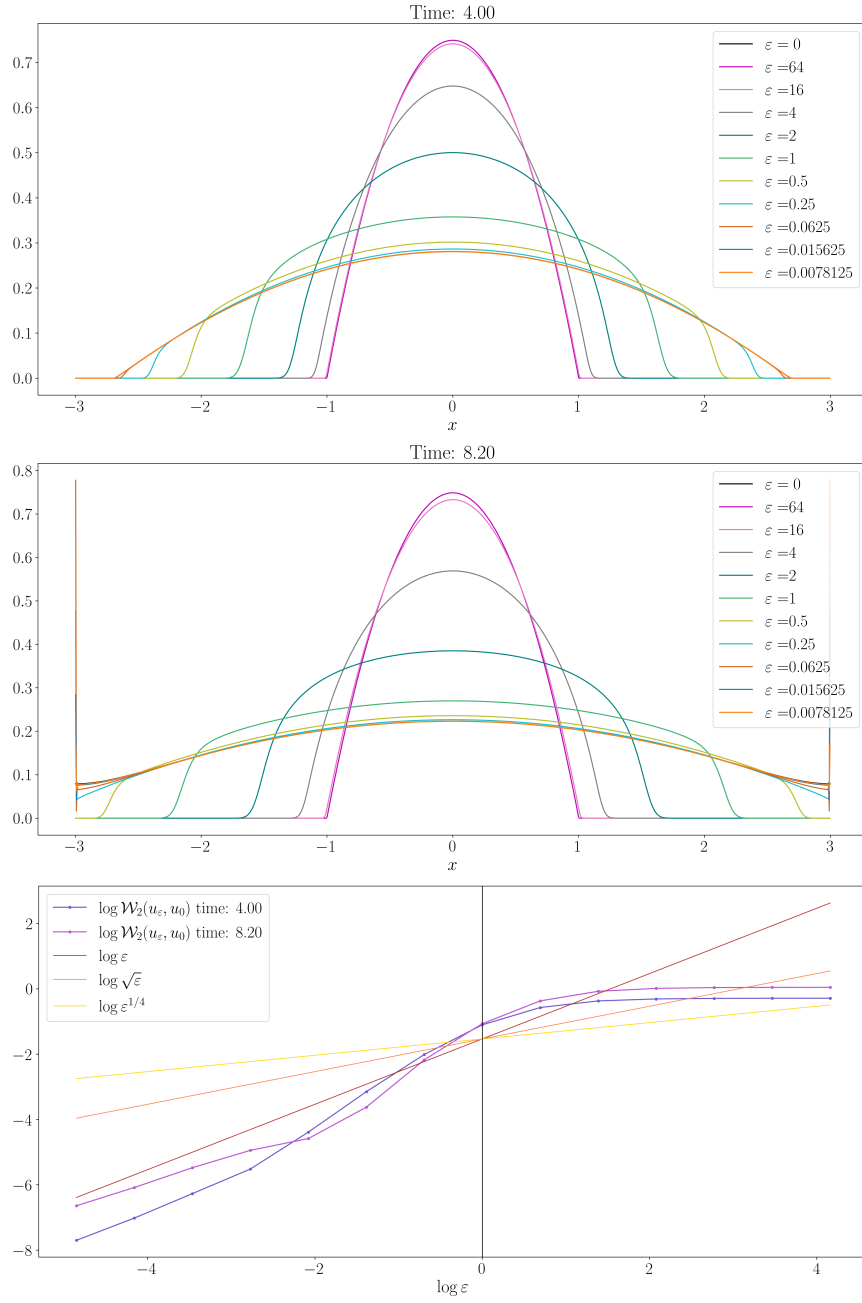 Time: 4.00
0.7
0.6
0.5
0.4
0.3
0.2
0.1
0.0
ε = 0
ε =64
ε =16
ε =4
ε =2
ε =1
ε =0.5
ε =0.25
ε =0.0625
ε =0.015625
ε =0.0078125
−3 −2 −1 0 1 2 3
x
Time: 8.20
0.8
0.7
0.6
0.5
0.4
0.3
0.2
0.1
0.0
ε = 0
ε =64
ε =16
ε =4
ε =2
ε =1
ε =0.5
ε =0.25
ε =0.0625
ε =0.015625
ε =0.0078125
−3 −2 −1 0 1 2 3
x
2
0
−2
−4
−6
−8
log 𝒲₂(u_ε, u₀) time: 4.00
log 𝒲₂(u_ε, u₀) time: 8.20
log ε
log √ε
log ε^{1/4}
−4 −2 0 2 4
log ε